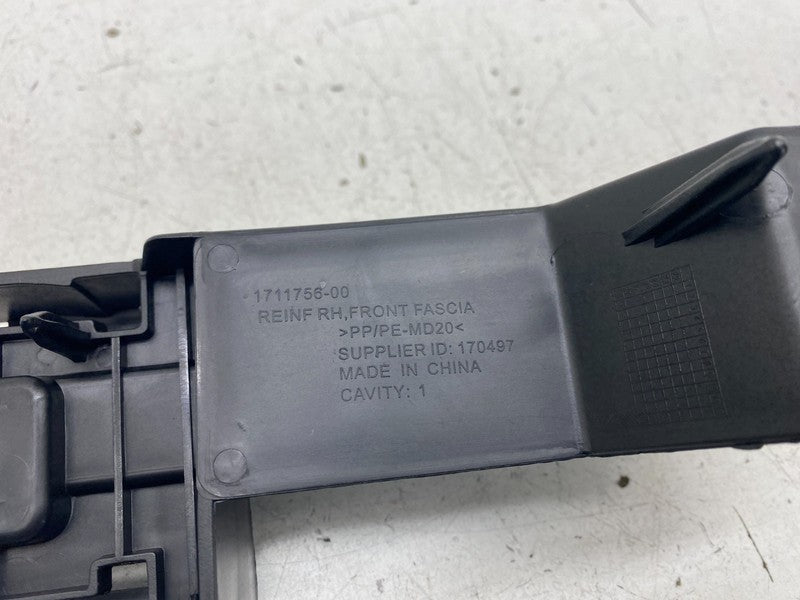 1711756-00
REINF RH,FRONT FASCIA
>PP/PE-MD20<
SUPPLIER ID: 170497
MADE IN CHINA
CAVITY: 1